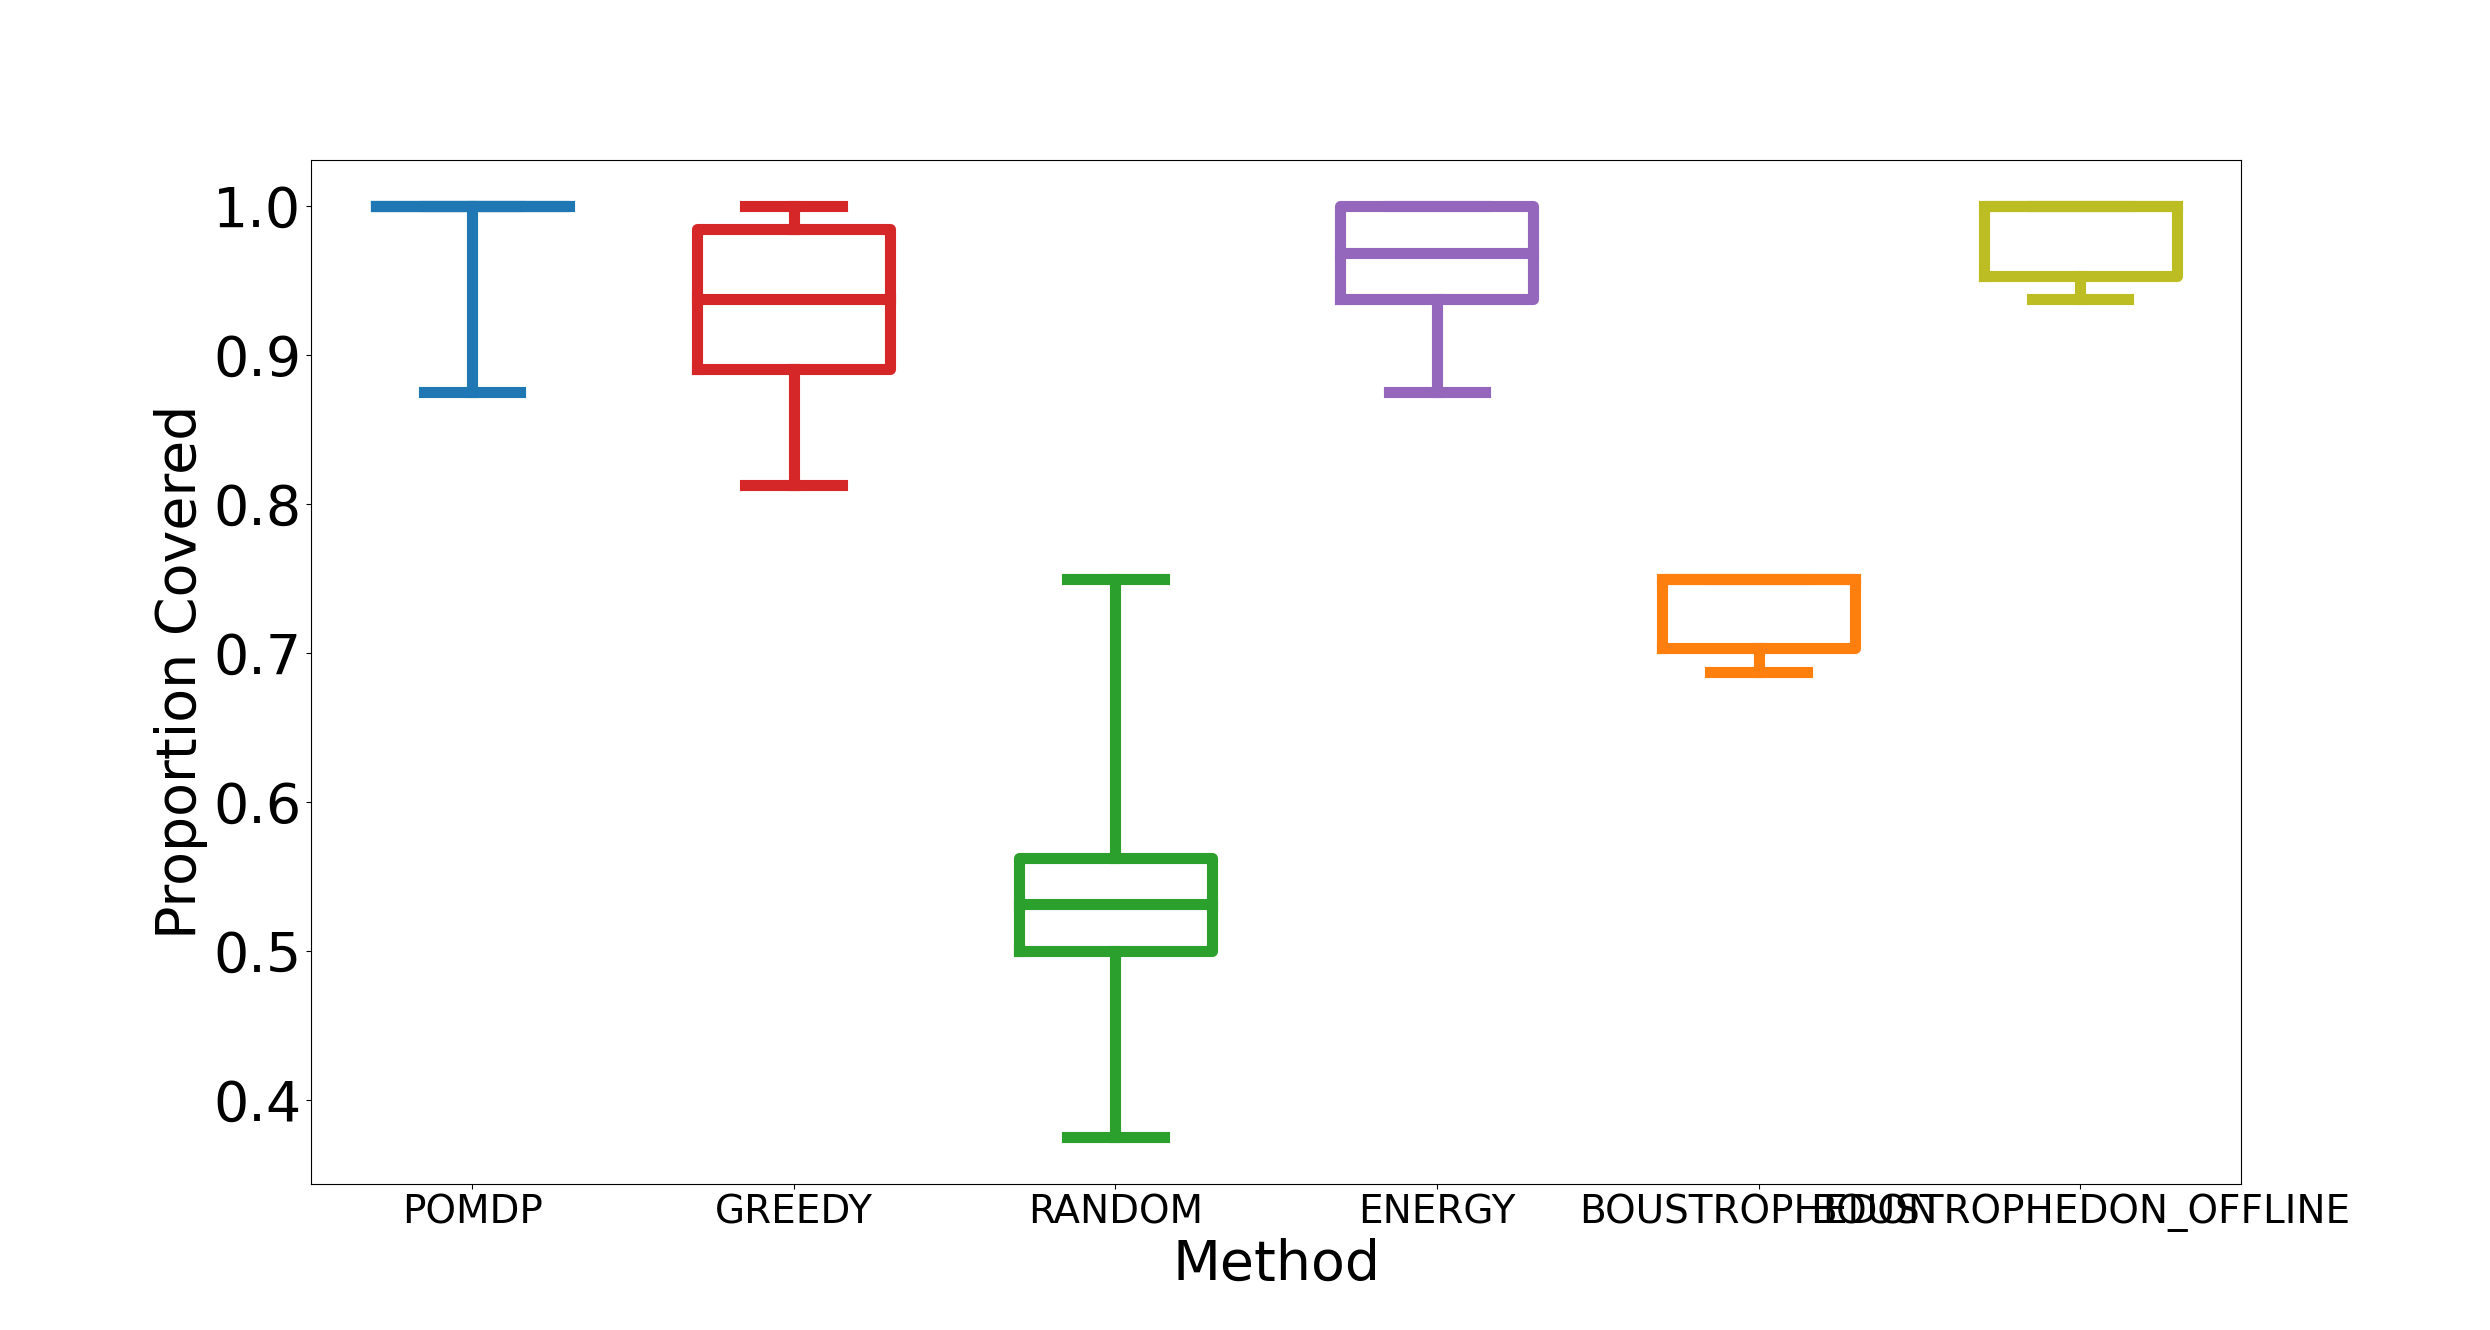 Proportion Covered
1.0
0.9
0.8
0.7
0.6
0.5
0.4
POMDP
GREEDY
RANDOM
ENERGY
BOUSTROPHEDON
BOUSTROPHEDON_OFFLINE
Method